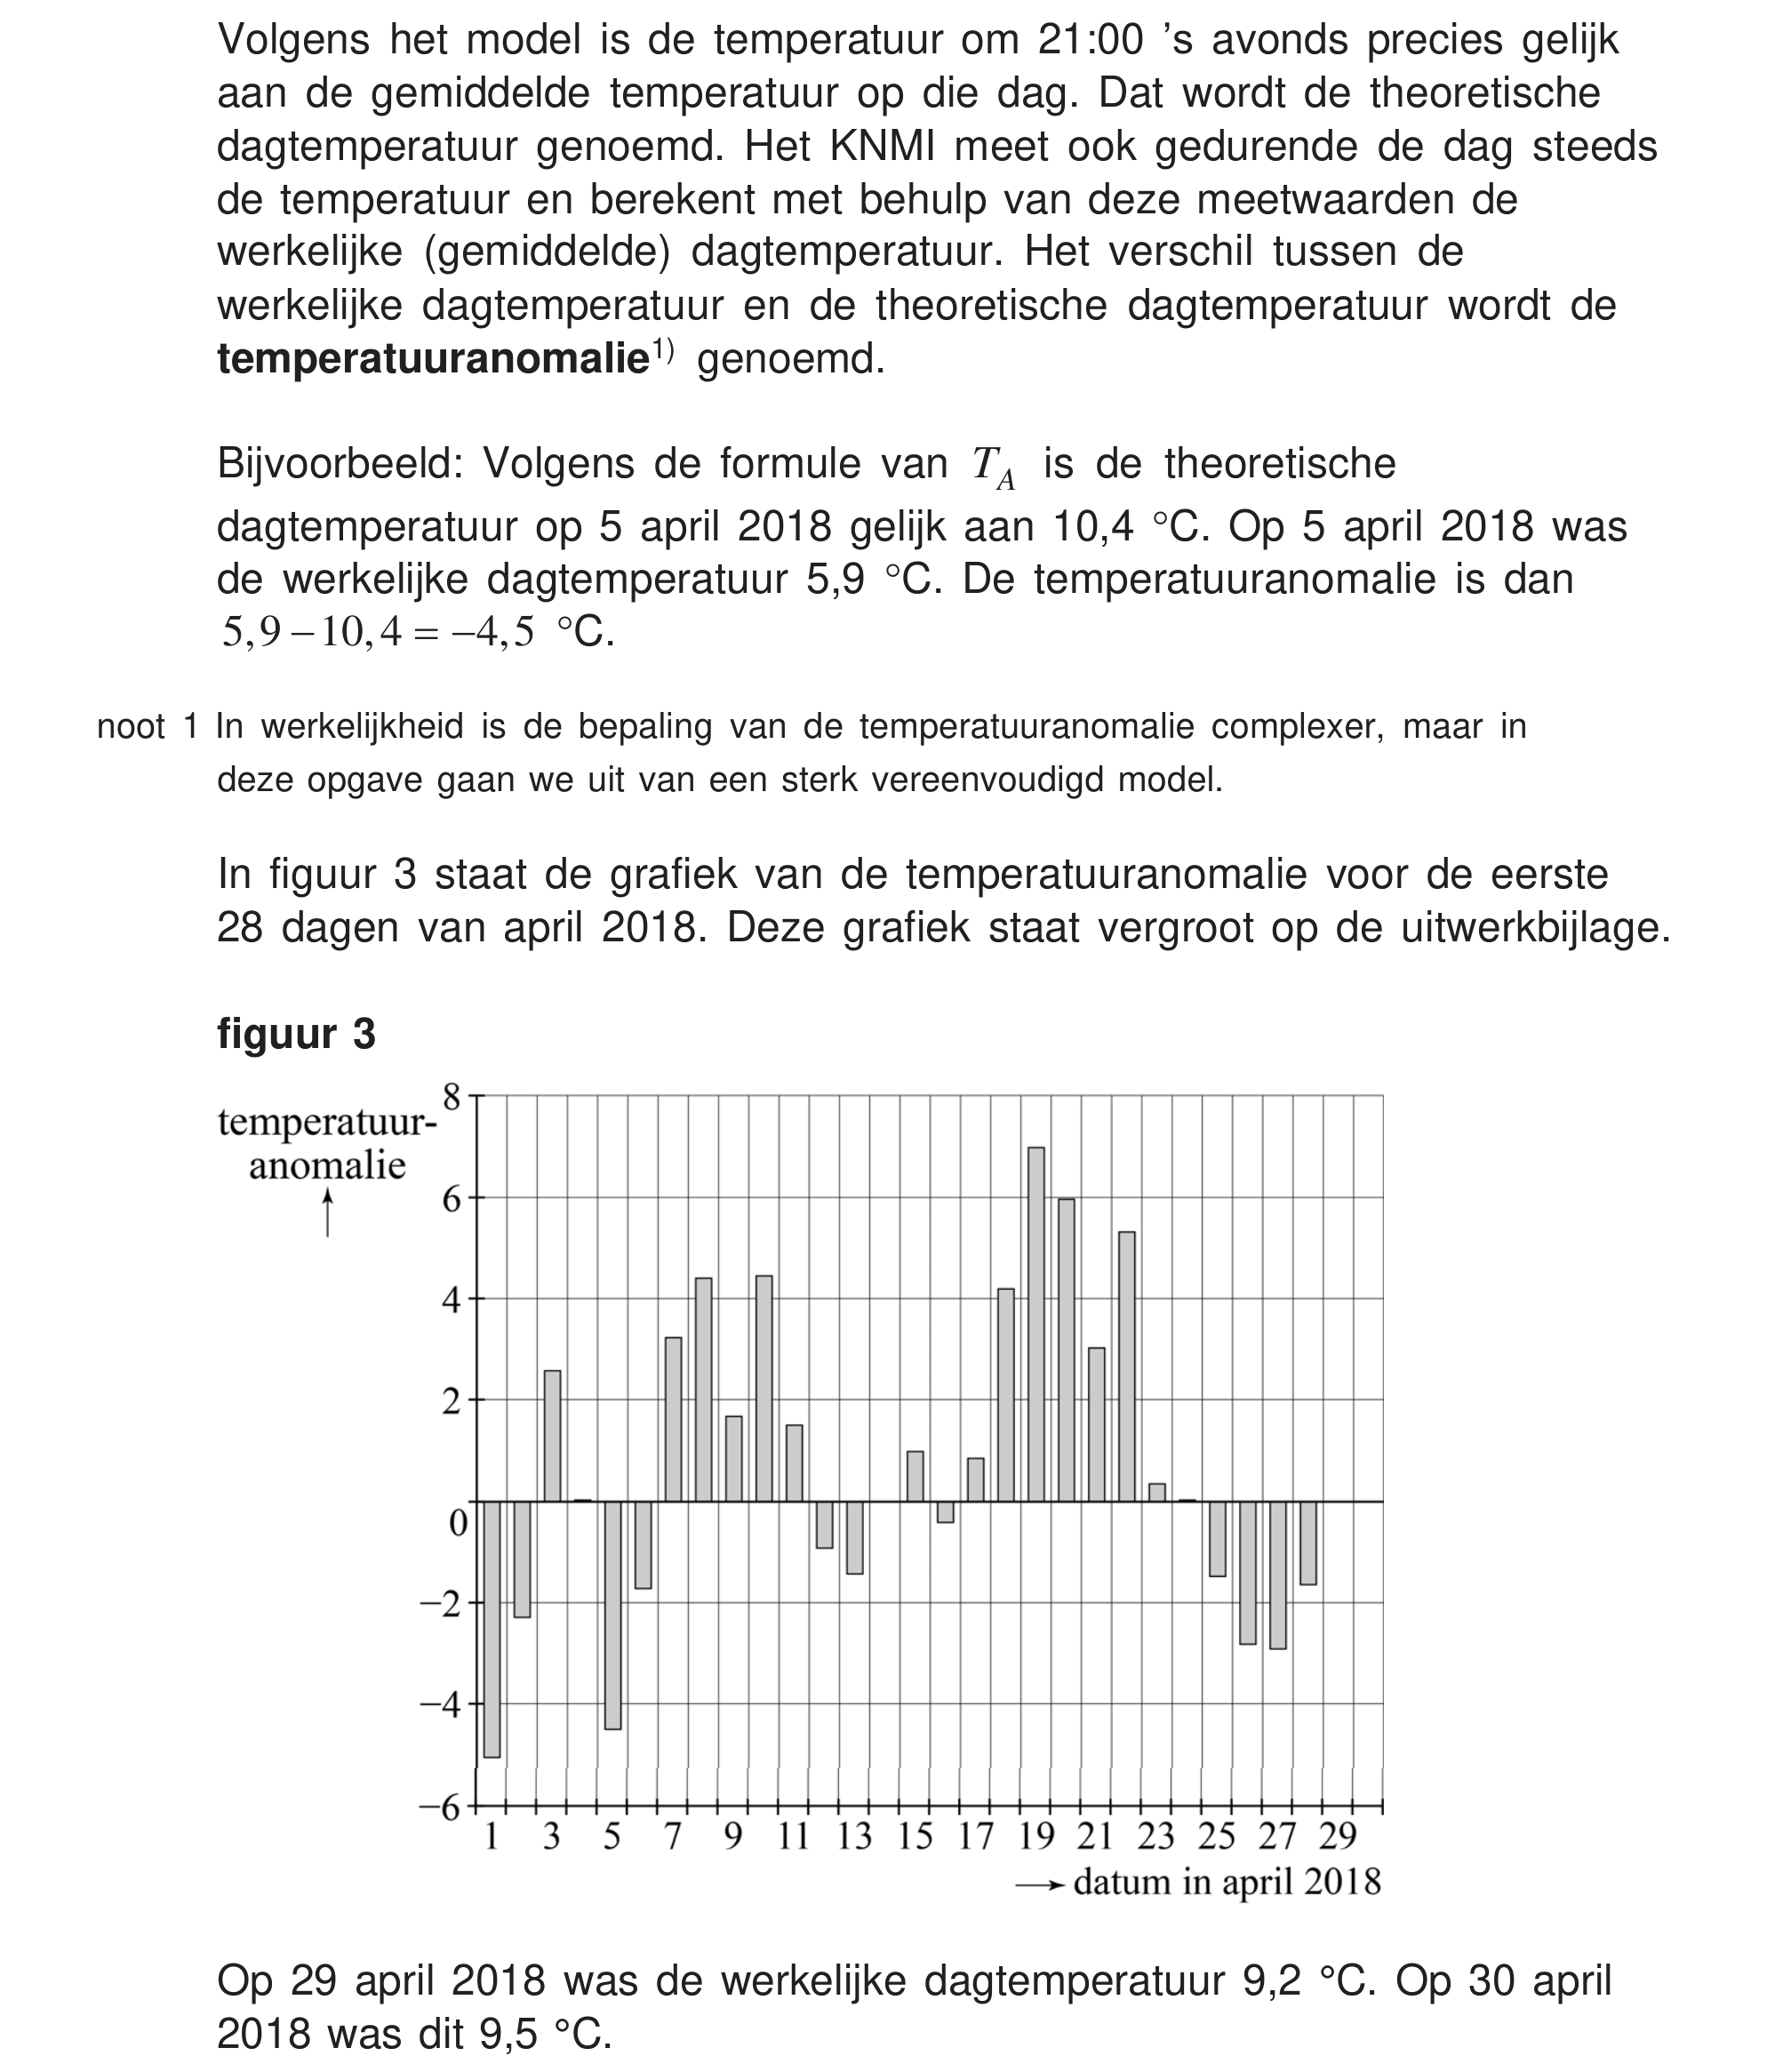 Volgens het model is de temperatuur om 21:00 ’s avonds precies gelijk
aan de gemiddelde temperatuur op die dag. Dat wordt de theoretische
dagtemperatuur genoemd. Het KNMI meet ook gedurende de dag steeds
de temperatuur en berekent met behulp van deze meetwaarden de
werkelijke (gemiddelde) dagtemperatuur. Het verschil tussen de
werkelijke dagtemperatuur en de theoretische dagtemperatuur wordt de
temperatuuranomalie1) genoemd.
Bijvoorbeeld: Volgens de formule van T_A is de theoretische
dagtemperatuur op 5 april 2018 gelijk aan 10,4 °C. Op 5 april 2018 was
de werkelijke dagtemperatuur 5,9 °C. De temperatuuranomalie is dan
5,9 – 10,4 = –4,5 °C.
noot 1 In werkelijkheid is de bepaling van de temperatuuranomalie complexer, maar in
deze opgave gaan we uit van een sterk vereenvoudigd model.
In figuur 3 staat de grafiek van de temperatuuranomalie voor de eerste
28 dagen van april 2018. Deze grafiek staat vergroot op de uitwerkbijlage.
figuur 3
temperatuur-
anomalie
8
6
4
2
0
–2
–4
–6
1 3 5 7 9 11 13 15 17 19 21 23 25 27 29
→ datum in april 2018
Op 29 april 2018 was de werkelijke dagtemperatuur 9,2 °C. Op 30 april
2018 was dit 9,5 °C.